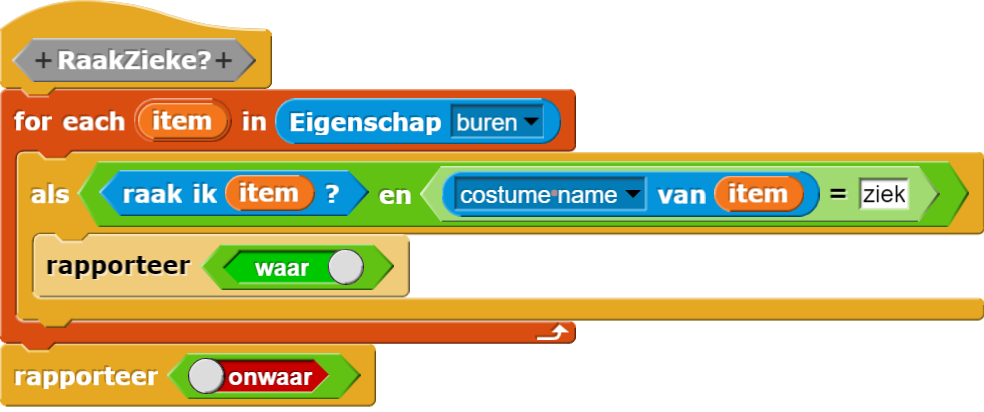 + RaakZieke? +
for each item in Eigenschap buren
als raak ik item ? en costume name van item = ziek
rapporteer waar
rapporteer onwaar